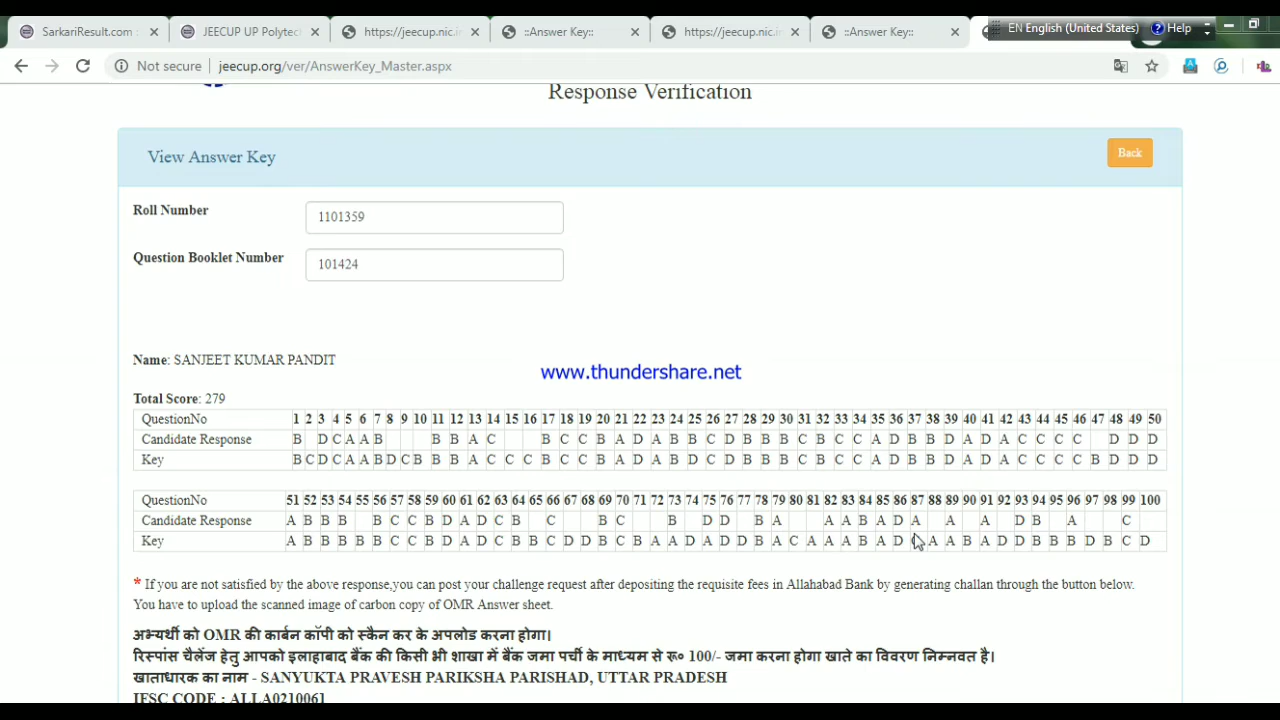 SarkariResult.com
JEECUP UP Polyte
https://jeecup.nic
::Answer Key::
https://jeecup.nic.in
::Answer Key::
EN English (United States)
Help
Not secure | jeecup.org/ver/AnswerKey_Master.aspx
Response Verification
View Answer Key
Back
Roll Number 1101359
Question Booklet Number 101424
Name: SANJEET KUMAR PANDIT
www.thundershare.net
Total Score: 279
QuestionNo 1 2 3 4 5 6 7 8 9 10 11 12 13 14 15 16 17 18 19 20 21 22 23 24 25 26 27 28 29 30 31 32 33 34 35 36 37 38 39 40 41 42 43 44 45 46 47 48 49 50
Candidate Response B D C A A B B B A C B C C B A D A B B C D B B B C B C C A D B B D A D A C C C C D D D
Key B C D C A A B D C B B B A C C C B C C B A D A B D C D B B B C B C C A D B B D A D A C C C C B D D D
QuestionNo 51 52 53 54 55 56 57 58 59 60 61 62 63 64 65 66 67 68 69 70 71 72 73 74 75 76 77 78 79 80 81 82 83 84 85 86 87 88 89 90 91 92 93 94 95 96 97 98 99 100
Candidate Response A B B B B C C B D A D C B C B C B D D B A A A B A D A A A D B A C
Key A B B B B B C C B D A D C B B C D D B C B A A D A D D B A C A A A B A D C A A B A D D B B B D B C D
* If you are not satisfied by the above response,you can post your challenge request after depositing the requisite fees in Allahabad Bank by generating challan through the button below.
You have to upload the scanned image of carbon copy of OMR Answer sheet.
अभ्यर्थी को OMR की कार्बन कॉपी को स्कैन कर के अपलोड करना होगा।
रिस्पांस चैलेंज हेतु आपको इलाहाबाद बैंक की किसी भी शाखा में बैंक जमा पर्ची के माध्यम से रू० 100/- जमा करना होगा खाते का विवरण निम्नवत है।
खाताधारक का नाम - SANYUKTA PRAVESH PARIKSHA PARISHAD, UTTAR PRADESH
IFSC CODE : ALLA0210061